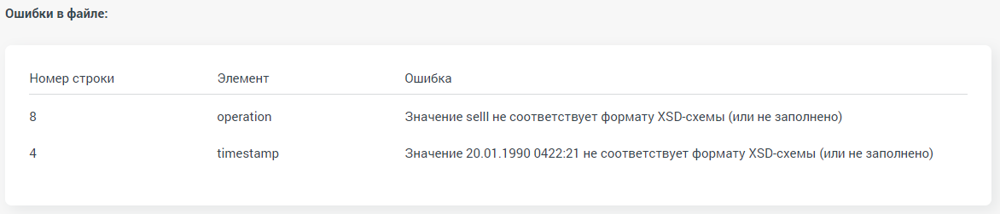 Ошибки в файле:
Номер строки Элемент Ошибка
8 operation Значение selll не соответствует формату XSD-схемы (или не заполнено)
4 timestamp Значение 20.01.1990 0422:21 не соответствует формату XSD-схемы (или не заполнено)